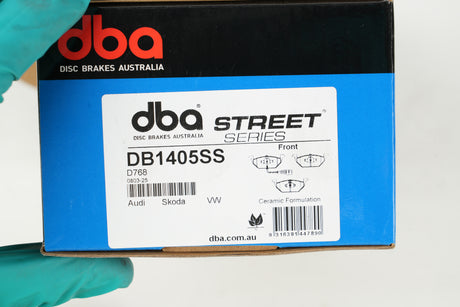 dba
DISC BRAKES AUSTRALIA
dba®
STREET®
DISC BRAKES AUSTRALIA
SERIES
DB1405SS
Front
D768
0803-25
Audi Skoda VW
Ceramic Formulation
dba.com.au